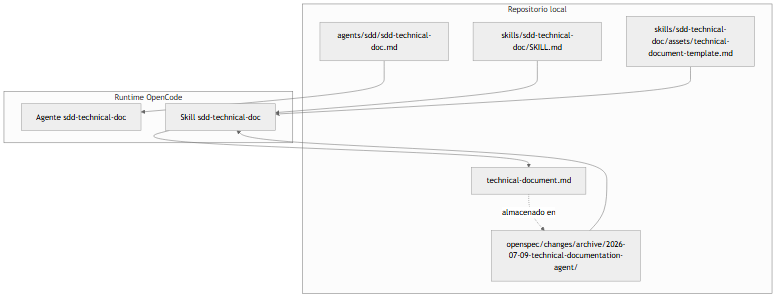 Repositorio local
agents/sdd/sdd-technical-
doc.md
skills/sdd-technical-
doc/SKILL.md
skills/sdd-technical-
doc/assets/technical-
document-template.md
Runtime OpenCode
Agente sdd-technical-doc
Skill sdd-technical-doc
technical-document.md
almacenado en
openspec/changes/archive/2026-
07-09-technical-documentation-
agent/